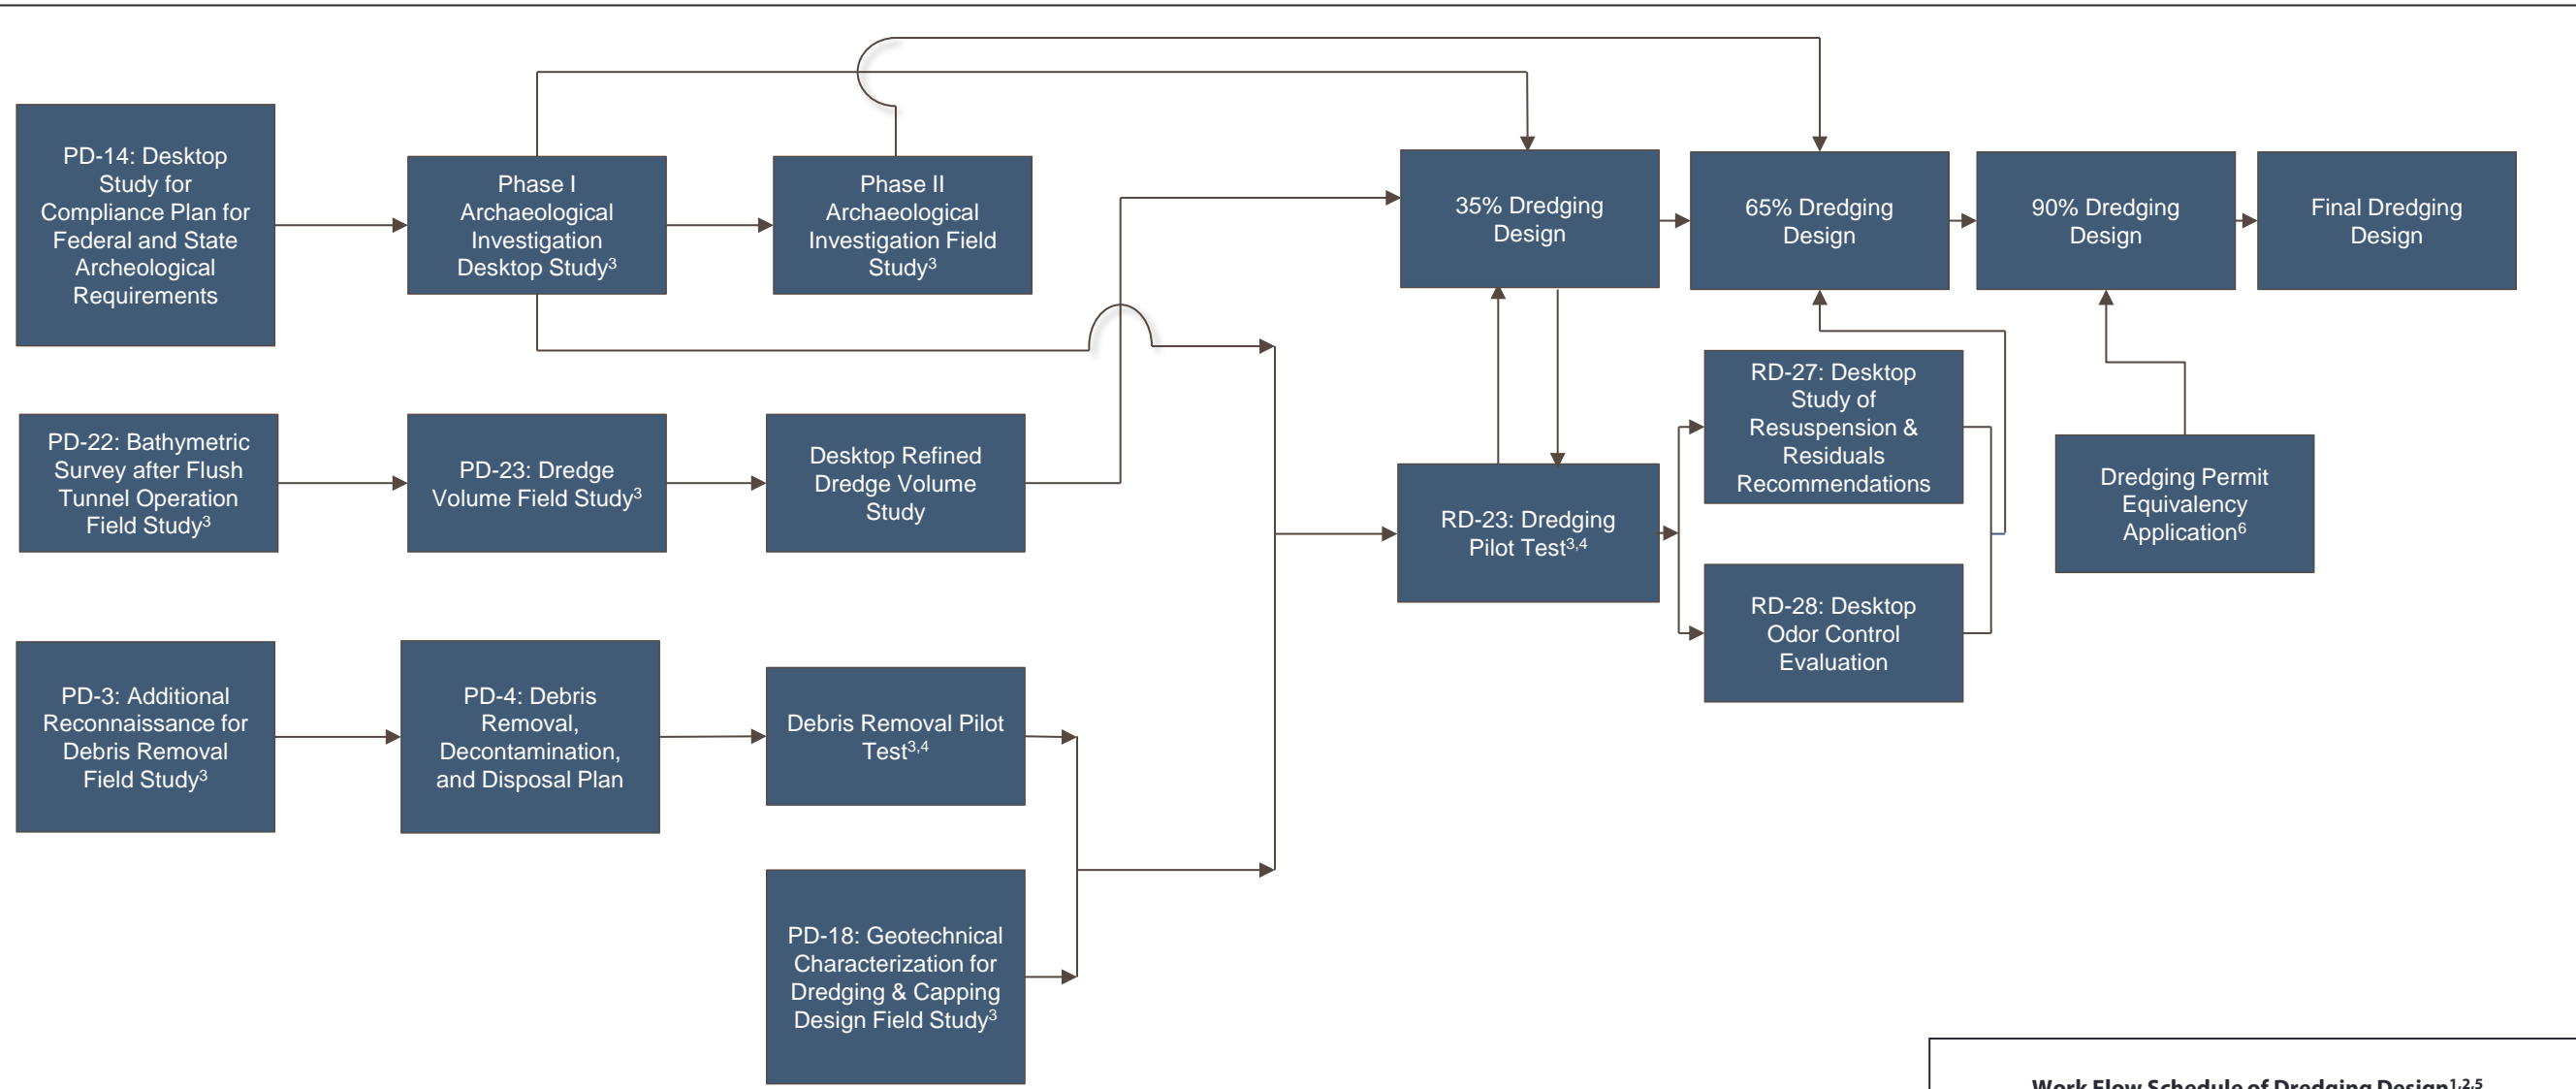 PD-14: Desktop
Study for
Compliance Plan for
Federal and State
Archeological
Requirements
Phase I
Archaeological
Investigation
Desktop Study3
Phase II
Archaeological
Investigation Field
Study3
35% Dredging
Design
65% Dredging
Design
90% Dredging
Design
Final Dredging
Design
PD-22: Bathymetric
Survey after Flush
Tunnel Operation
Field Study3
PD-23: Dredge
Volume Field Study3
Desktop Refined
Dredge Volume
Study
RD-23: Dredging
Pilot Test3,4
RD-27: Desktop
Study of
Resuspension &
Residuals
Recommendations
RD-28: Desktop
Odor Control
Evaluation
Dredging Permit
Equivalency
Application6
PD-3: Additional
Reconnaissance for
Debris Removal
Field Study3
PD-4: Debris
Removal,
Decontamination,
and Disposal Plan
Debris Removal Pilot
Test3,4
PD-18: Geotechnical
Characterization for
Dredging & Capping
Design Field Study3
Work Flow Schedule of Dredging Design1,2,5